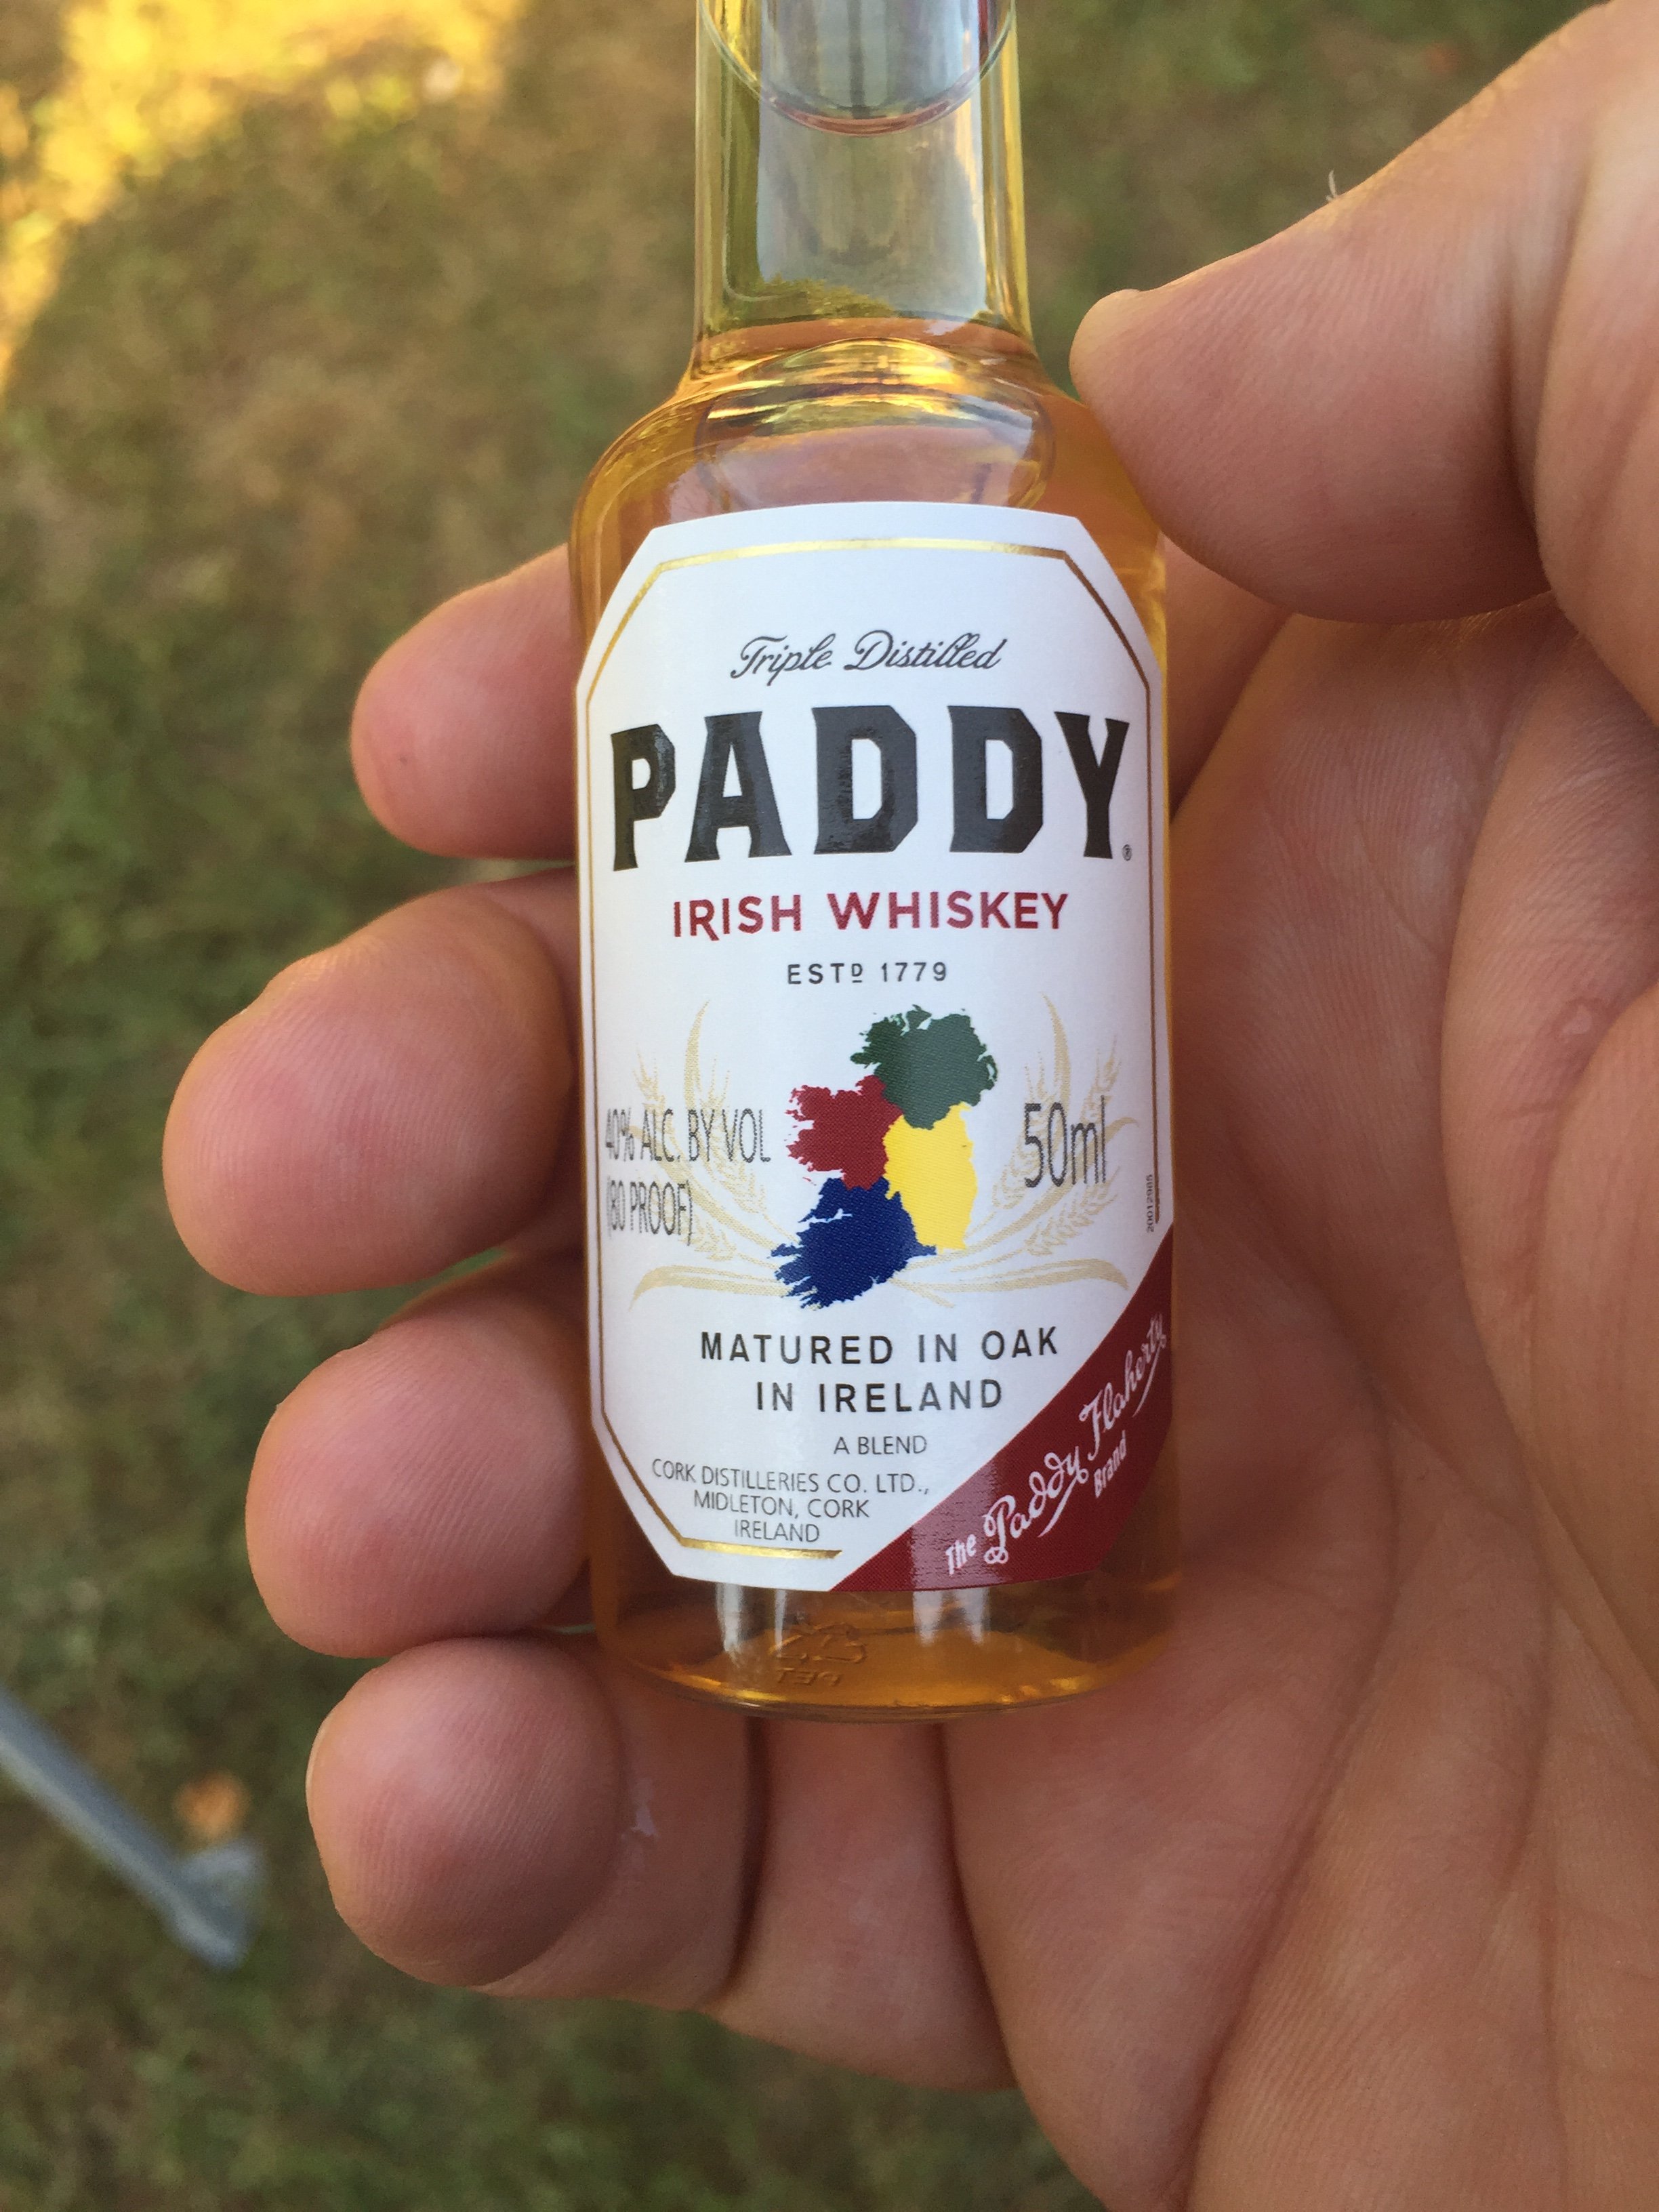 Triple Distilled
PADDY®
IRISH WHISKEY
ESTD 1779
40% ALC. BY VOL
(80 PROOF)
50ml
20012985
MATURED IN OAK
IN IRELAND
A BLEND
CORK DISTILLERIES CO. LTD.,
MIDLETON, CORK
IRELAND
The Paddy Flaherty
Brand